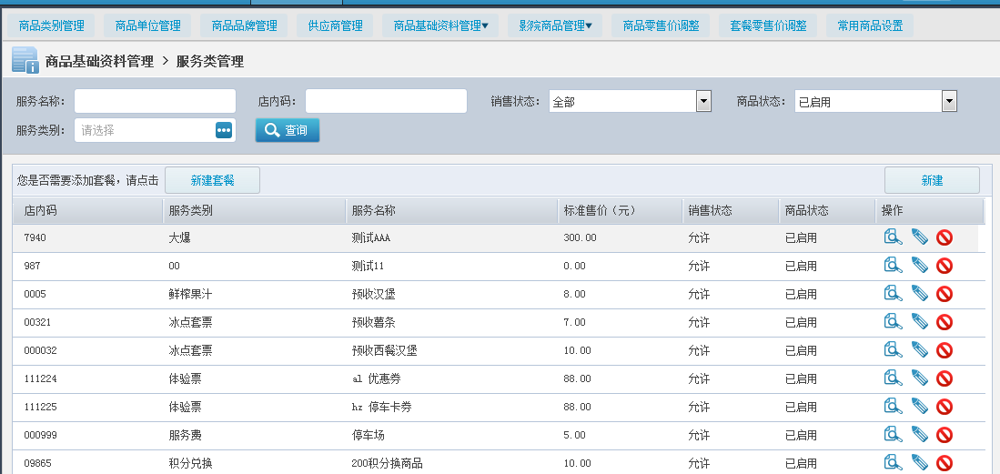 商品类别管理 商品单位管理 商品品牌管理 供应商管理 商品基础资料管理▾ 影院商品管理▾ 商品零售价调整 套餐零售价调整 常用商品设置
商品基础资料管理 > 服务类管理
服务名称: 店内码: 销售状态: 全部 商品状态: 已启用
服务类别: 请选择 查询
您是否需要添加套餐，请点击 新建套餐 新建
店内码 服务类别 服务名称 标准售价（元） 销售状态 商品状态 操作
7940 大爆 测试AAA 300.00 允许 已启用
987 00 测试11 0.00 允许 已启用
0005 鲜榨果汁 预收汉堡 8.00 允许 已启用
00321 冰点套票 预收薯条 7.00 允许 已启用
000032 冰点套票 预收西餐汉堡 10.00 允许 已启用
111224 体验票 al 优惠券 88.00 允许 已启用
111225 体验票 hz 停车卡券 88.00 允许 已启用
000999 服务费 停车场 5.00 允许 已启用
09865 积分兑换 200积分换商品 10.00 允许 已启用